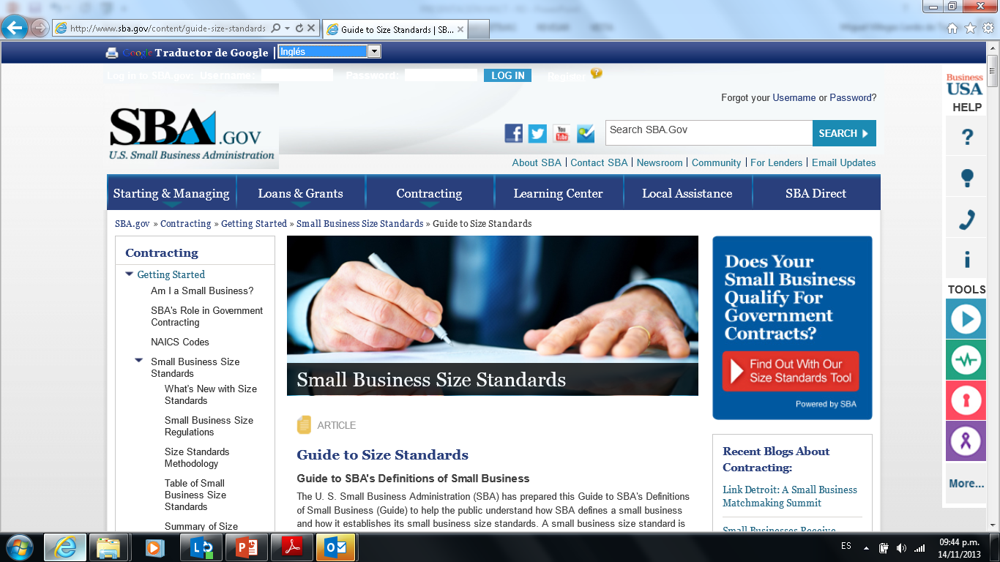 http://www.sba.gov/content/guide-size-standards
Guide to Size Standards | SB...
Google Traductor de Google | Inglés
Log in to SBA.gov: Username: Password: LOG IN Register
Forgot your Username or Password?
SBA.GOV
U.S. Small Business Administration
Search SBA.Gov
SEARCH
About SBA | Contact SBA | Newsroom | Community | For Lenders | Email Updates
Starting & Managing
Loans & Grants
Contracting
Learning Center
Local Assistance
SBA Direct
SBA.gov » Contracting » Getting Started » Small Business Size Standards » Guide to Size Standards
Contracting
Getting Started
Am I a Small Business?
SBA's Role in Government
Contracting
NAICS Codes
Small Business Size
Standards
What's New with Size
Standards
Small Business Size
Regulations
Size Standards
Methodology
Table of Small
Business Size
Standards
Summary of Size
Small Business Size Standards
ARTICLE
Guide to Size Standards
Guide to SBA's Definitions of Small Business
The U. S. Small Business Administration (SBA) has prepared this Guide to SBA's Definitions
of Small Business (Guide) to help the public understand how SBA defines a small business
and how it establishes its small business size standards. A small business size standard is
Does Your
Small Business
Qualify For
Government
Contracts?
Find Out With Our
Size Standards Tool
Powered by SBA
Recent Blogs About
Contracting:
Link Detroit: A Small Business
Matchmaking Summit
Small Businesses Receive
Business
USA
HELP
?
i
TOOLS
More...
You
Tube
ES
09:44 p.m.
14/11/2013